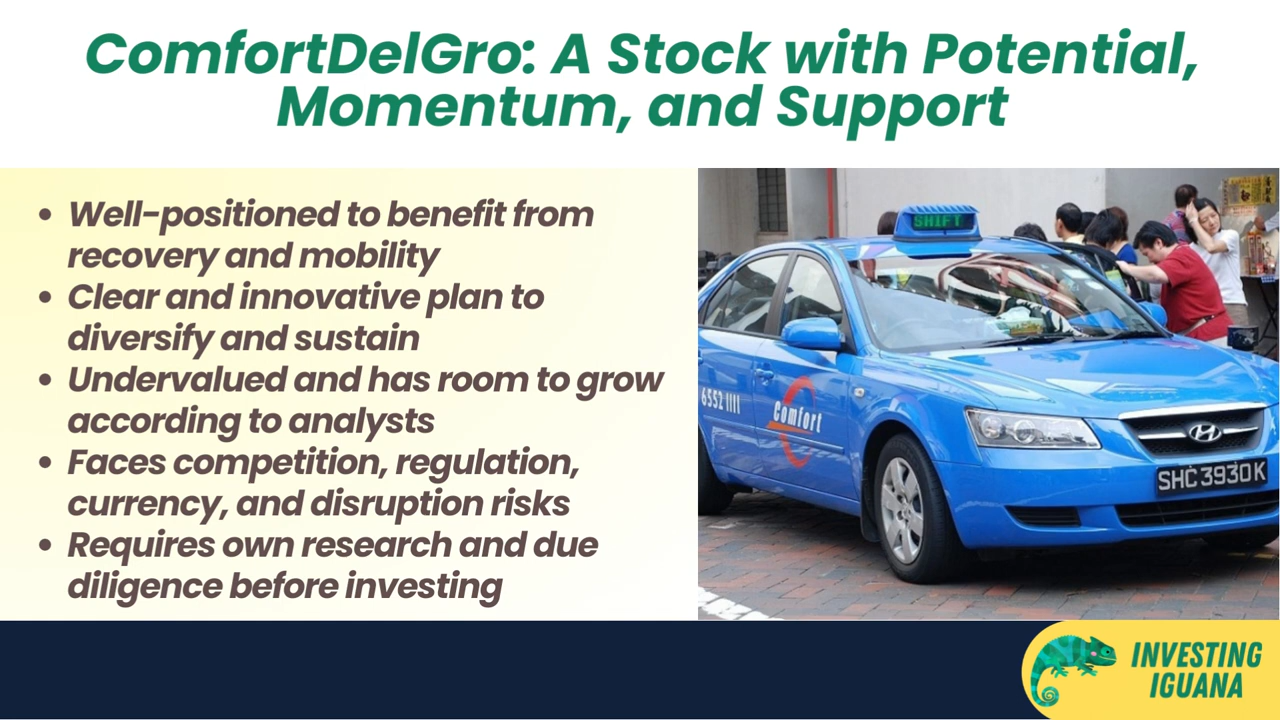 ComfortDelGro: A Stock with Potential,
Momentum, and Support
• Well-positioned to benefit from
recovery and mobility
• Clear and innovative plan to
diversify and sustain
• Undervalued and has room to grow
according to analysts
• Faces competition, regulation,
currency, and disruption risks
• Requires own research and due
diligence before investing
SHIFT
6552 1111
Comfort
SHC 3930 K
INVESTING
IGUANA